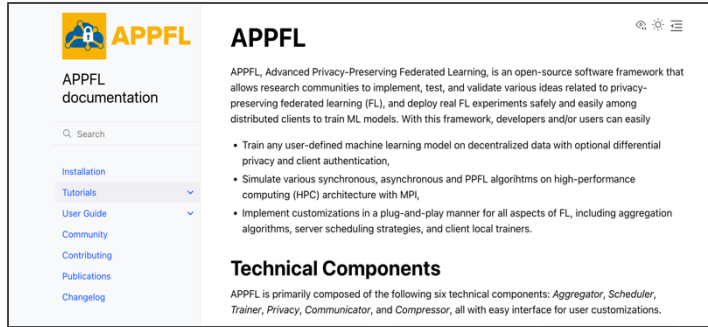 APPFL
APPFL
documentation
Search
Installation
Tutorials
User Guide
Community
Contributing
Publications
Changelog
APPFL
APPFL, Advanced Privacy-Preserving Federated Learning, is an open-source software framework that
allows research communities to implement, test, and validate various ideas related to privacy-
preserving federated learning (FL), and deploy real FL experiments safely and easily among
distributed clients to train ML models. With this framework, developers and/or users can easily
• Train any user-defined machine learning model on decentralized data with optional differential
privacy and client authentication,
• Simulate various synchronous, asynchronous and PPFL algorihtms on high-performance
computing (HPC) architecture with MPI,
• Implement customizations in a plug-and-play manner for all aspects of FL, including aggregation
algorithms, server scheduling strategies, and client local trainers.
Technical Components
APPFL is primarily composed of the following six technical components: Aggregator, Scheduler,
Trainer, Privacy, Communicator, and Compressor, all with easy interface for user customizations.